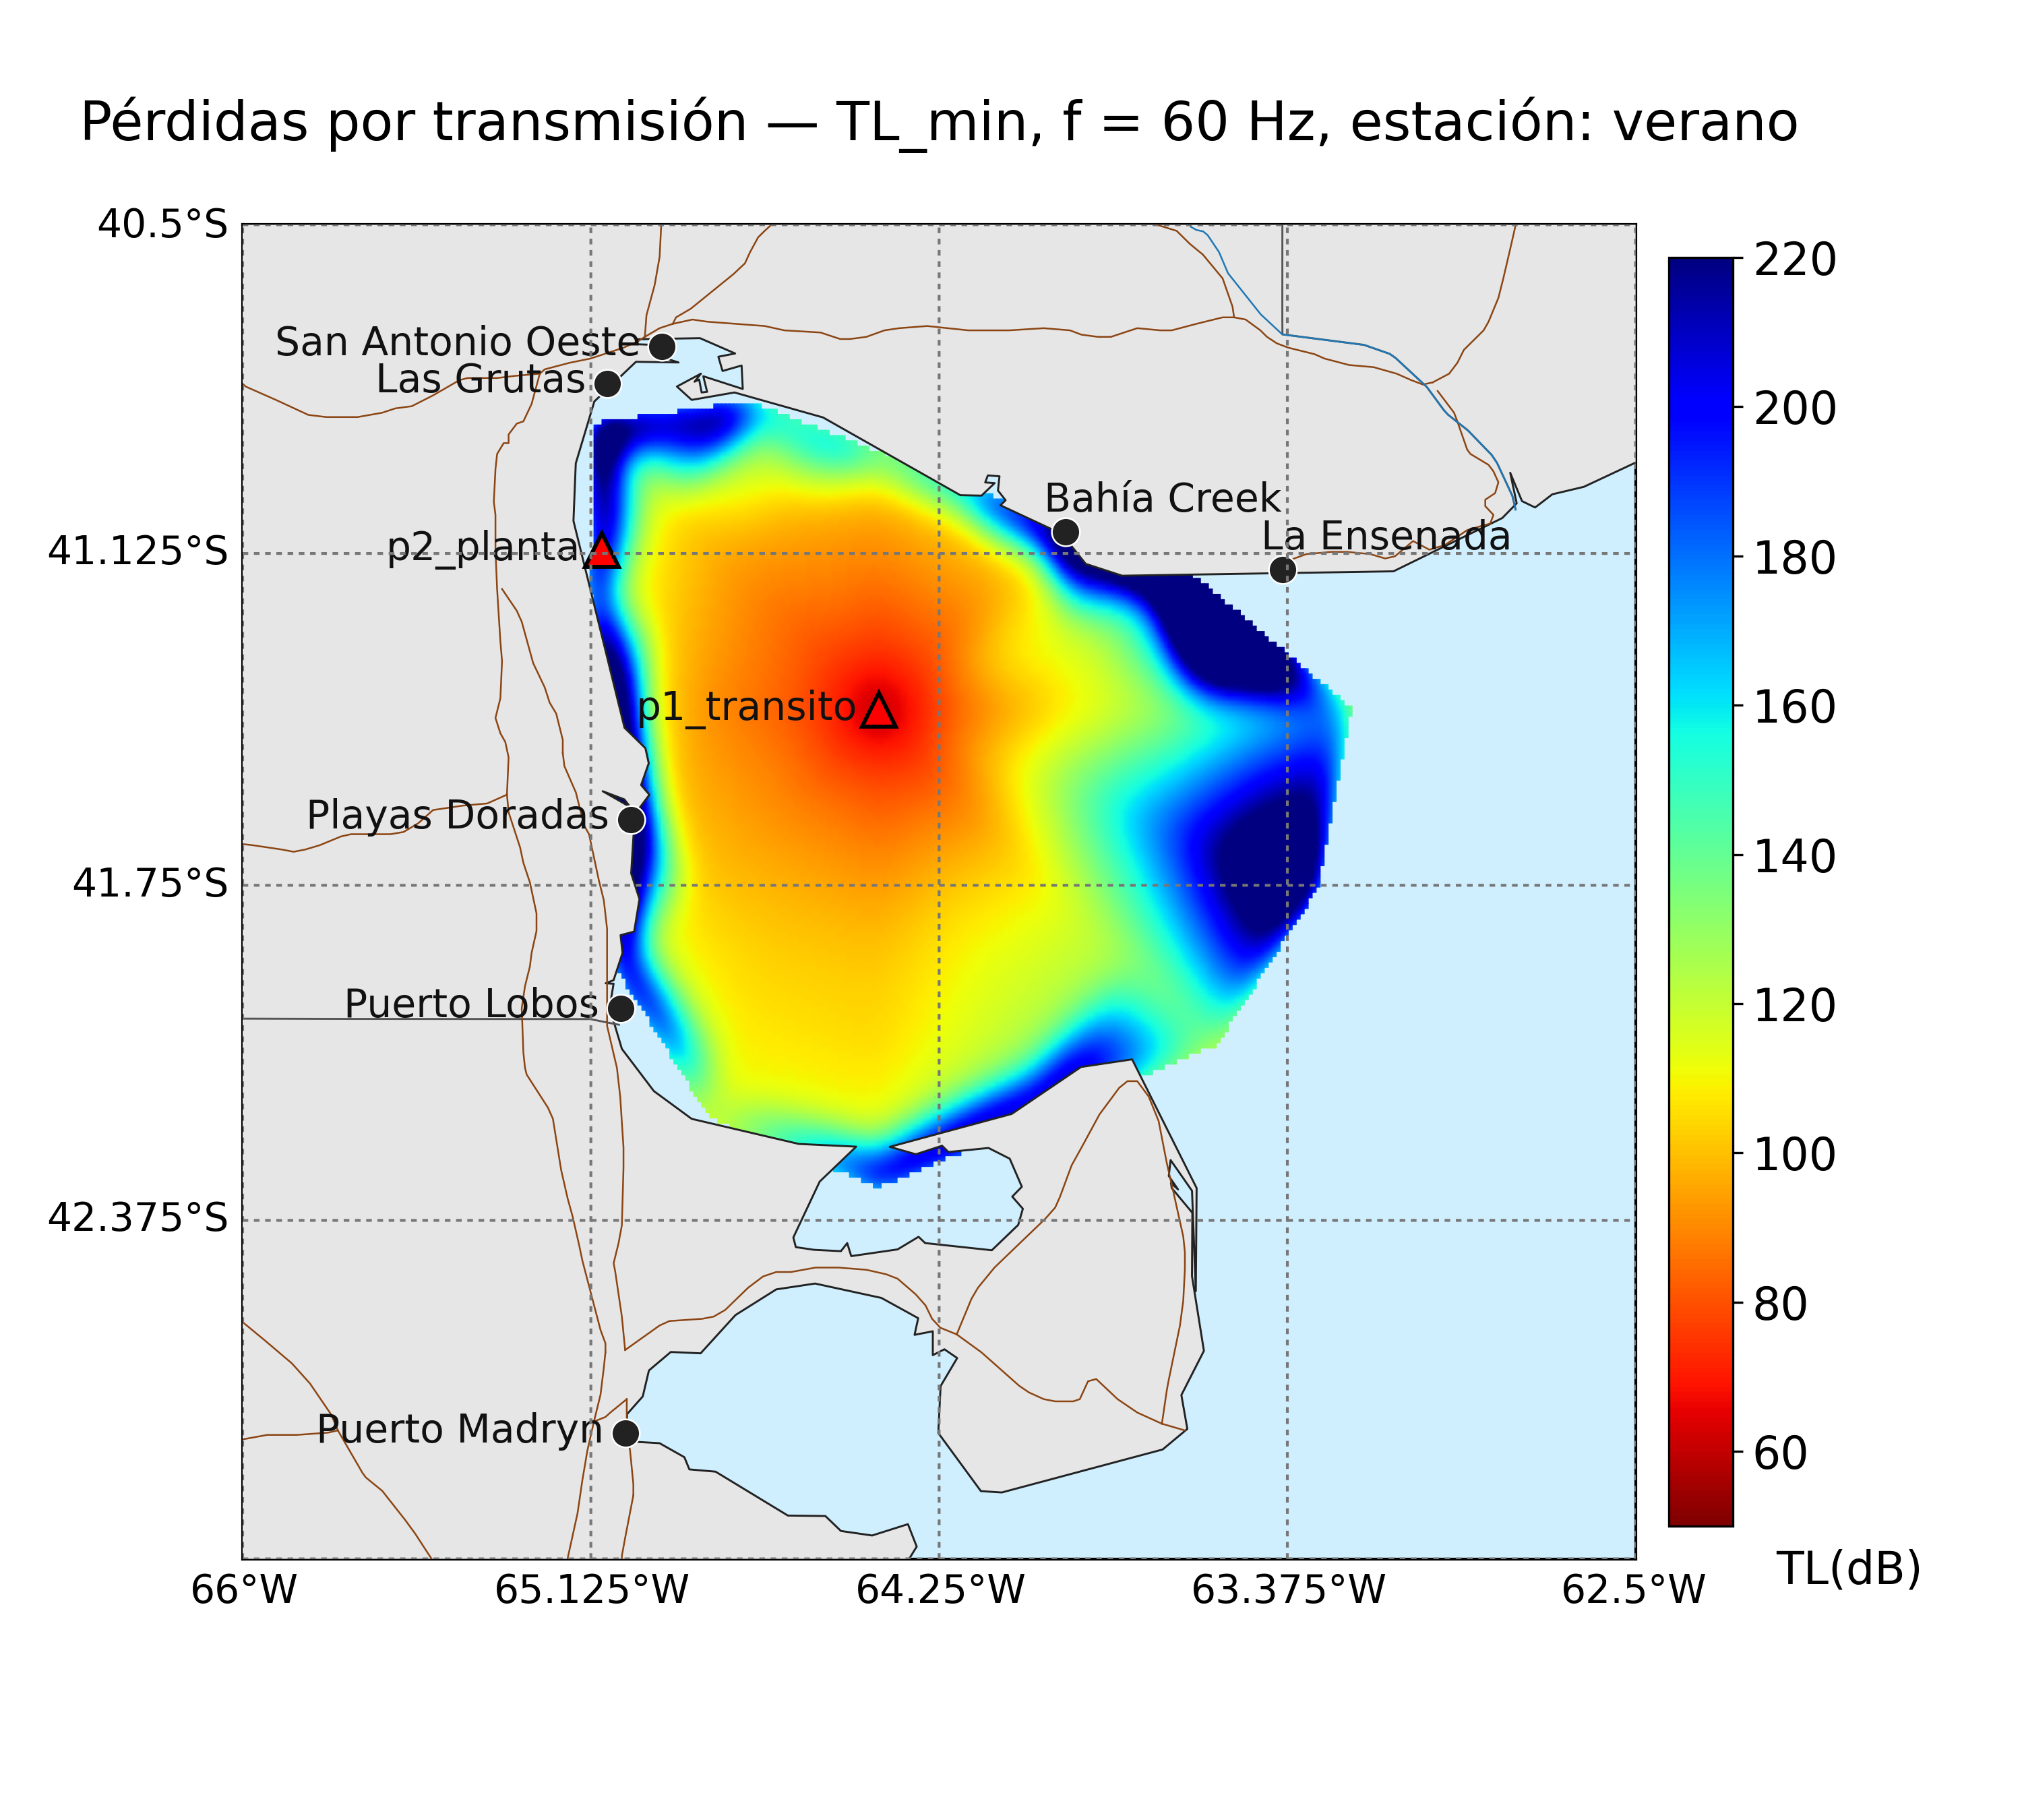 Pérdidas por transmisión — TL_min, f = 60 Hz, estación: verano
40.5°S
220
San Antonio Oeste
Las Grutas
200
Bahía Creek
La Ensenada
p2_planta
41.125°S
180
p1_transito
160
Playas Doradas
140
41.75°S
Puerto Lobos
120
100
42.375°S
80
Puerto Madryn
60
TL(dB)
66°W
65.125°W
64.25°W
63.375°W
62.5°W